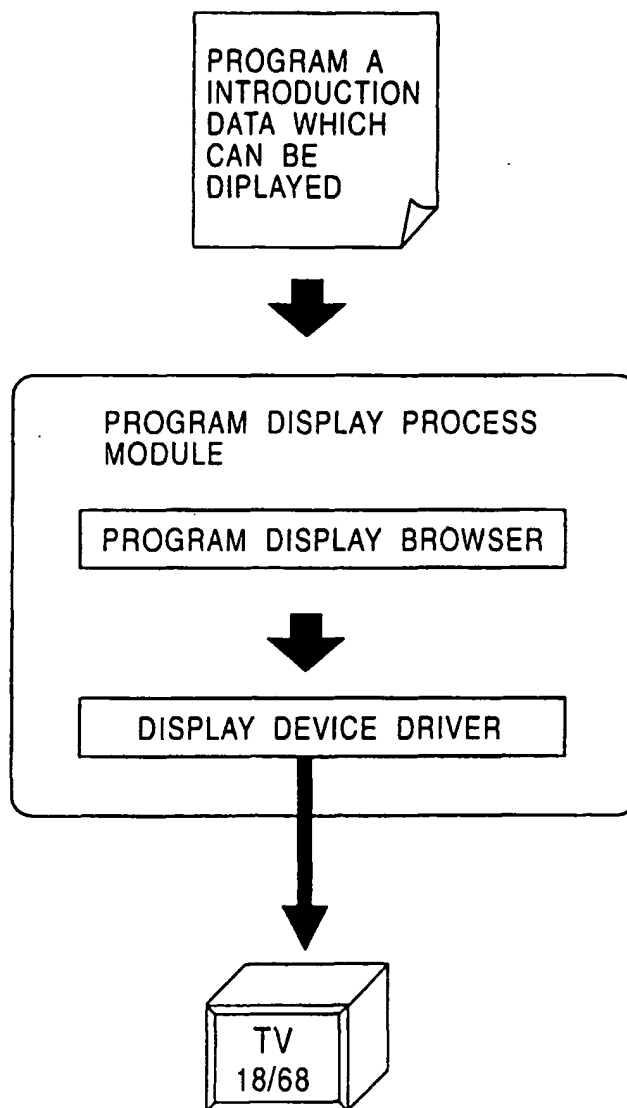 PROGRAM A
INTRODUCTION
DATA WHICH
CAN BE
DIPLAYED
PROGRAM DISPLAY PROCESS
MODULE
PROGRAM DISPLAY BROWSER
DISPLAY DEVICE DRIVER
TV
18/68